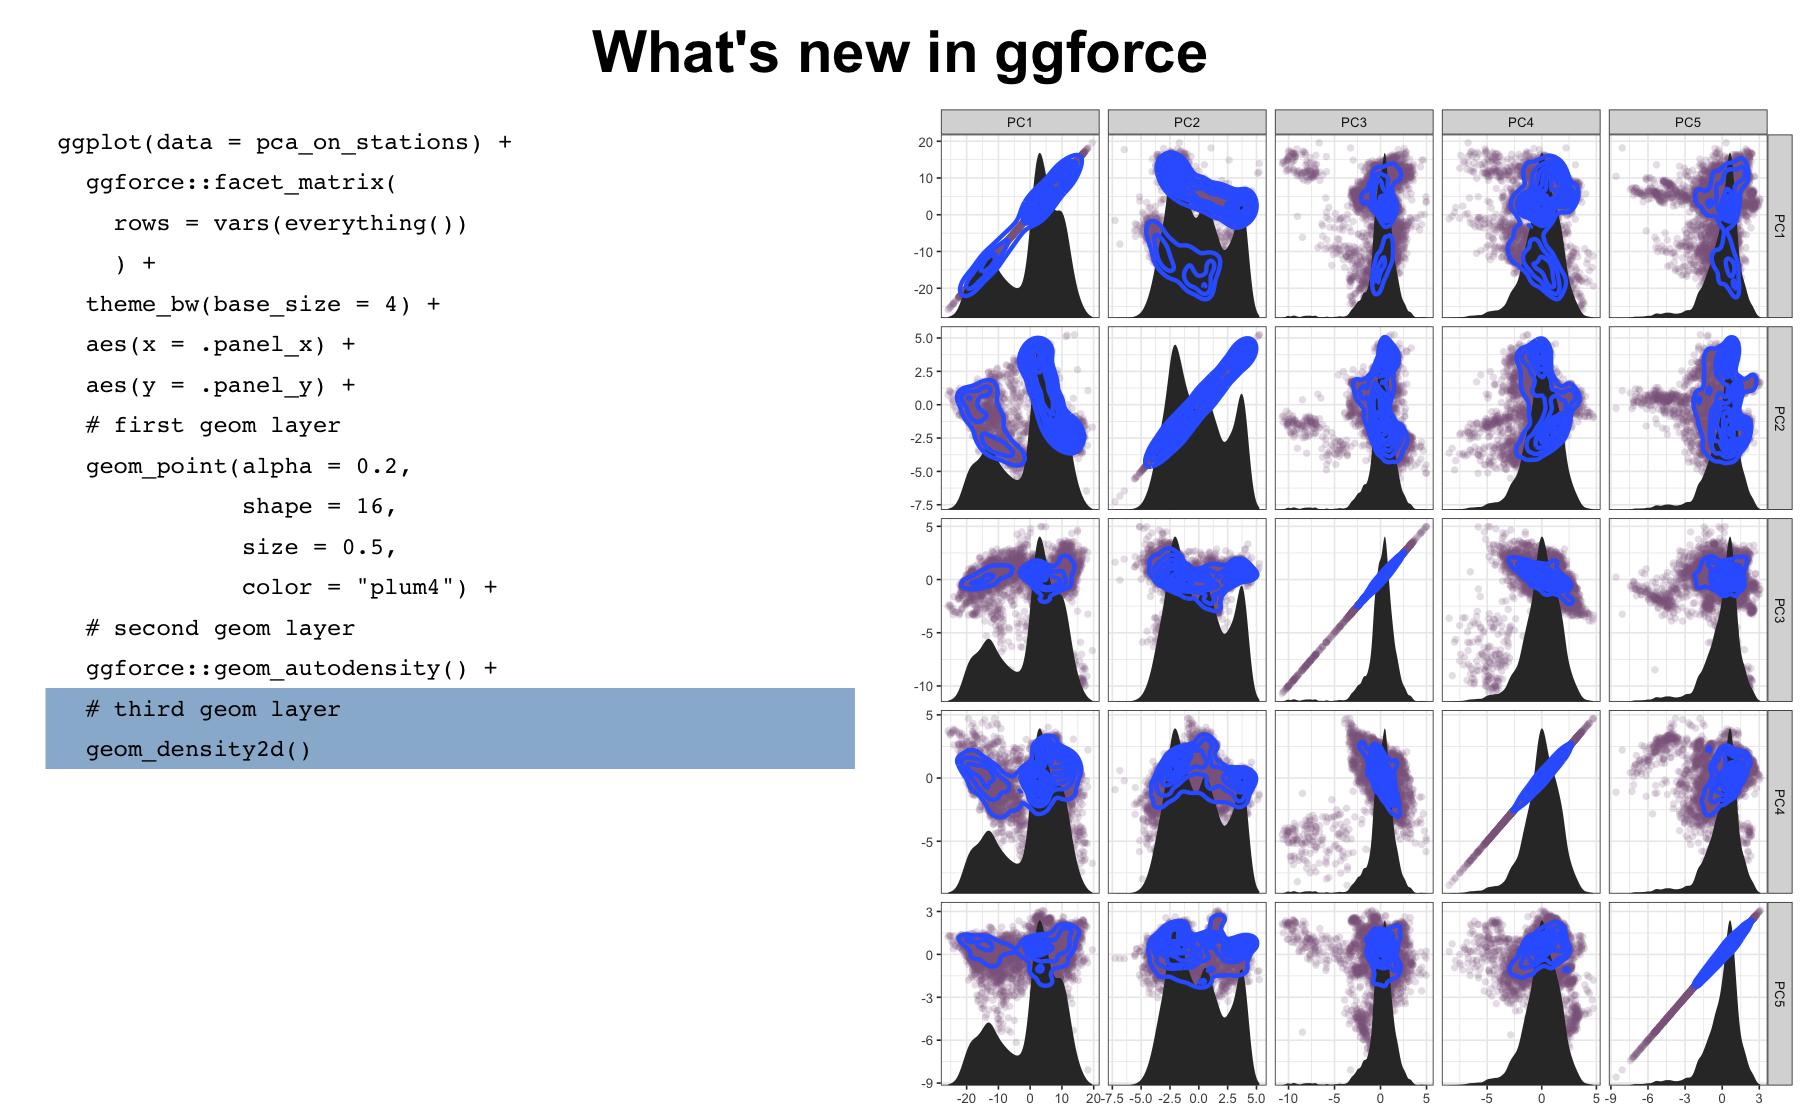 What's new in ggforce
ggplot(data = pca_on_stations) +
  ggforce::facet_matrix(
    rows = vars(everything())
    ) +
  theme_bw(base_size = 4) +
  aes(x = .panel_x) +
  aes(y = .panel_y) +
  # first geom layer
  geom_point(alpha = 0.2,
             shape = 16,
             size = 0.5,
             color = "plum4") +
  # second geom layer
  ggforce::geom_autodensity() +
  # third geom layer
  geom_density2d()
PC1 PC2 PC3 PC4 PC5
20
10
0
-10
-20
PC1
5.0
2.5
0.0
-2.5
-5.0
-7.5
PC2
5
0
-5
-10
PC3
5
0
-5
PC4
3
0
-3
-6
-9
PC5
-20 -10 0 10 20 -7.5 -5.0 -2.5 0.0 2.5 5.0 -10 -5 0 5 -5 0 5 -9 -6 -3 0 3